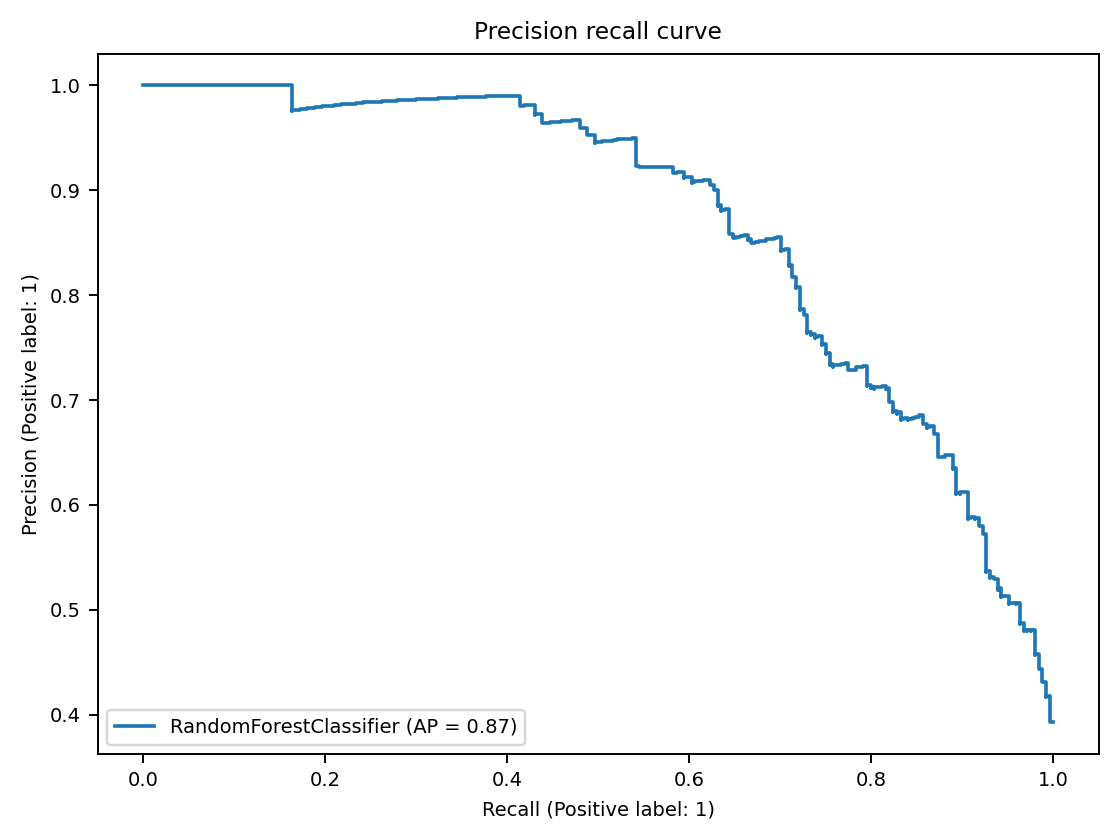 Precision recall curve
Precision (Positive label: 1)
1.0
0.9
0.8
0.7
0.6
0.5
0.4
RandomForestClassifier (AP = 0.87)
0.0 0.2 0.4 0.6 0.8 1.0
Recall (Positive label: 1)